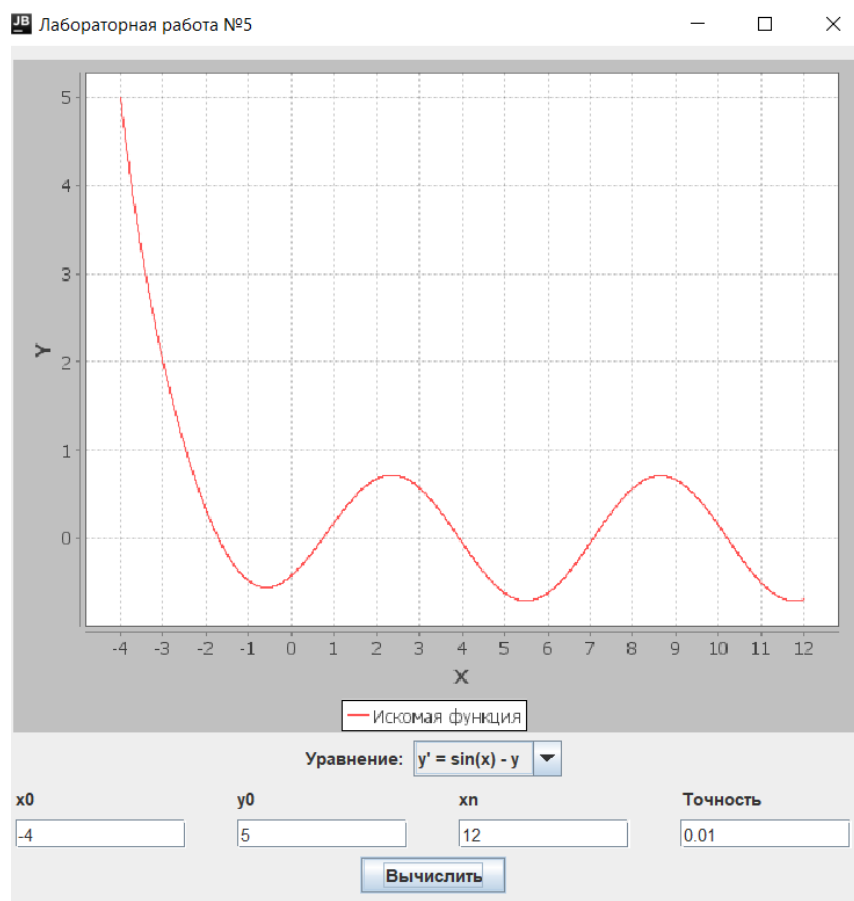 JB Лабораторная работа №5
5
4
3
2
1
0
Y
-4 -3 -2 -1 0 1 2 3 4 5 6 7 8 9 10 11 12
X
Искомая функция
Уравнение: y' = sin(x) - y
x0 y0 xn Точность
-4 5 12 0.01
Вычислить